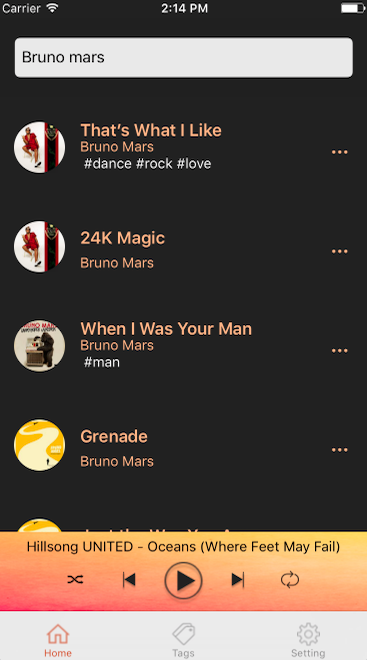 Carrier 2:14 PM
Bruno mars
That's What I Like
Bruno Mars
#dance #rock #love
24K Magic
Bruno Mars
When I Was Your Man
Bruno Mars
#man
Grenade
Bruno Mars
Hillsong UNITED - Oceans (Where Feet May Fail)
Home Tags Setting